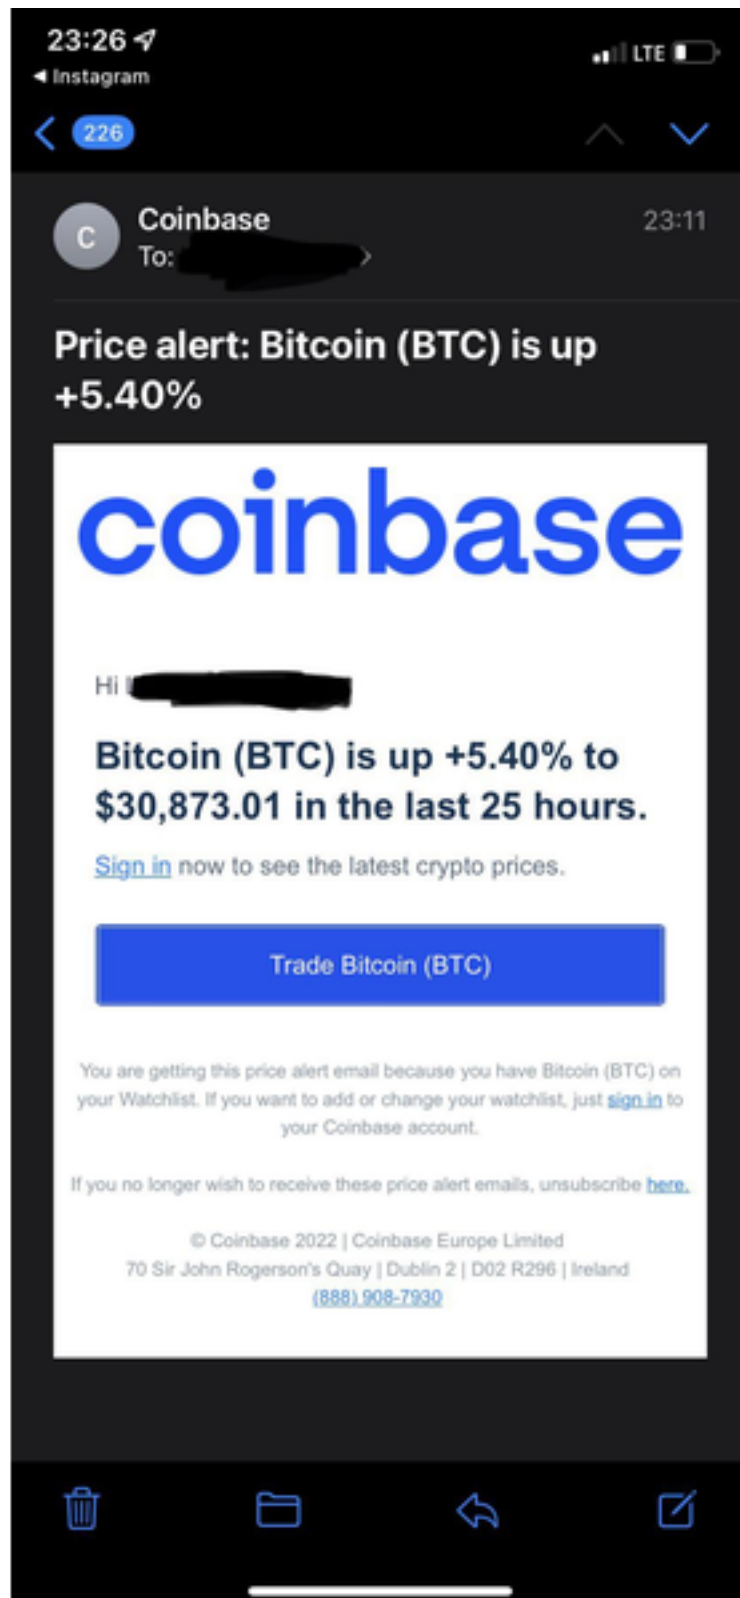 23:26
◀ Instagram
LTE
226
C
Coinbase
23:11
To:
Price alert: Bitcoin (BTC) is up
+5.40%
coinbase
Hi
Bitcoin (BTC) is up +5.40% to
$30,873.01 in the last 25 hours.
Sign in now to see the latest crypto prices.
Trade Bitcoin (BTC)
You are getting this price alert email because you have Bitcoin (BTC) on
your Watchlist. If you want to add or change your watchlist, just sign in to
your Coinbase account.
If you no longer wish to receive these price alert emails, unsubscribe here.
© Coinbase 2022 | Coinbase Europe Limited
70 Sir John Rogerson's Quay | Dublin 2 | D02 R296 | Ireland
(888) 908-7930